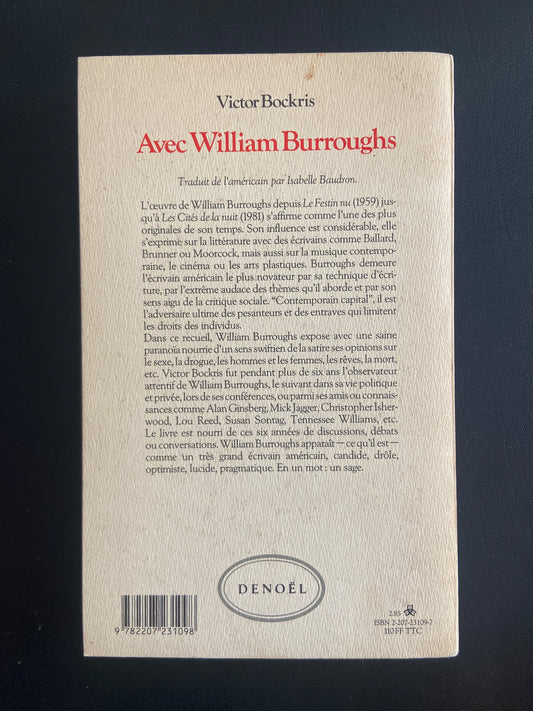 Victor Bockris
Avec William Burroughs
Traduit de l'américain par Isabelle Baudron.
L'œuvre de William Burroughs depuis Le Festin nu (1959) jus-
qu'à Les Cités de la nuit (1981) s'affirme comme l'une des plus
originales de son temps. Son influence est considérable, elle
s'exprime sur la littérature avec des écrivains comme Ballard,
Brunner ou Moorcock, mais aussi sur la musique contempo-
raine, le cinéma ou les arts plastiques. Burroughs demeure
l'écrivain américain le plus novateur par sa technique d'écri-
ture, par l'extrême audace des thèmes qu'il aborde et par son
sens aigu de la critique sociale. "Contemporain capital", il est
l'adversaire ultime des pesanteurs et des entraves qui limitent
les droits des individus.
Dans ce recueil, William Burroughs expose avec une saine
paranoïa nourrie d'un sens swiftien de la satire ses opinions sur
le sexe, la drogue, les hommes et les femmes, les rêves, la mort,
etc. Victor Bockris fut pendant plus de six ans l'observateur
attentif de William Burroughs, le suivant dans sa vie politique
et privée, lors de ses conférences, ou parmi ses amis ou connais-
sances comme Alan Ginsberg, Mick Jagger, Christopher Isher-
wood, Lou Reed, Susan Sontag, Tennessee Williams, etc.
Le livre est nourri de ces six années de discussions, débats
ou conversations. William Burroughs apparaît — ce qu'il est —
comme un très grand écrivain américain, candide, drôle,
optimiste, lucide, pragmatique. En un mot : un sage.
DENOËL
9 782207 231098
2.85
ISBN 2-207-23109-7
110 FF TTC